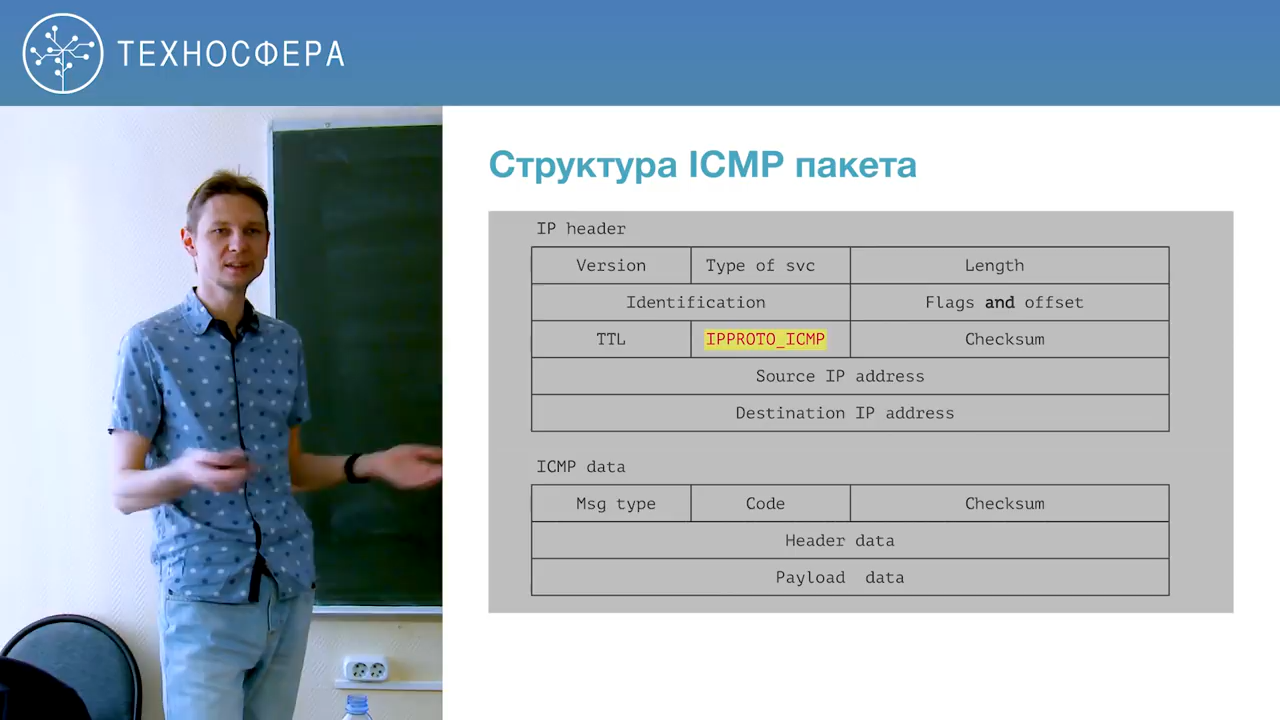 ТЕХНОСФЕРА
Структура ICMP пакета
IP header
Version Type of svc Length
Identification Flags and offset
TTL IPPROTO_ICMP Checksum
Source IP address
Destination IP address
ICMP data
Msg type Code Checksum
Header data
Payload data